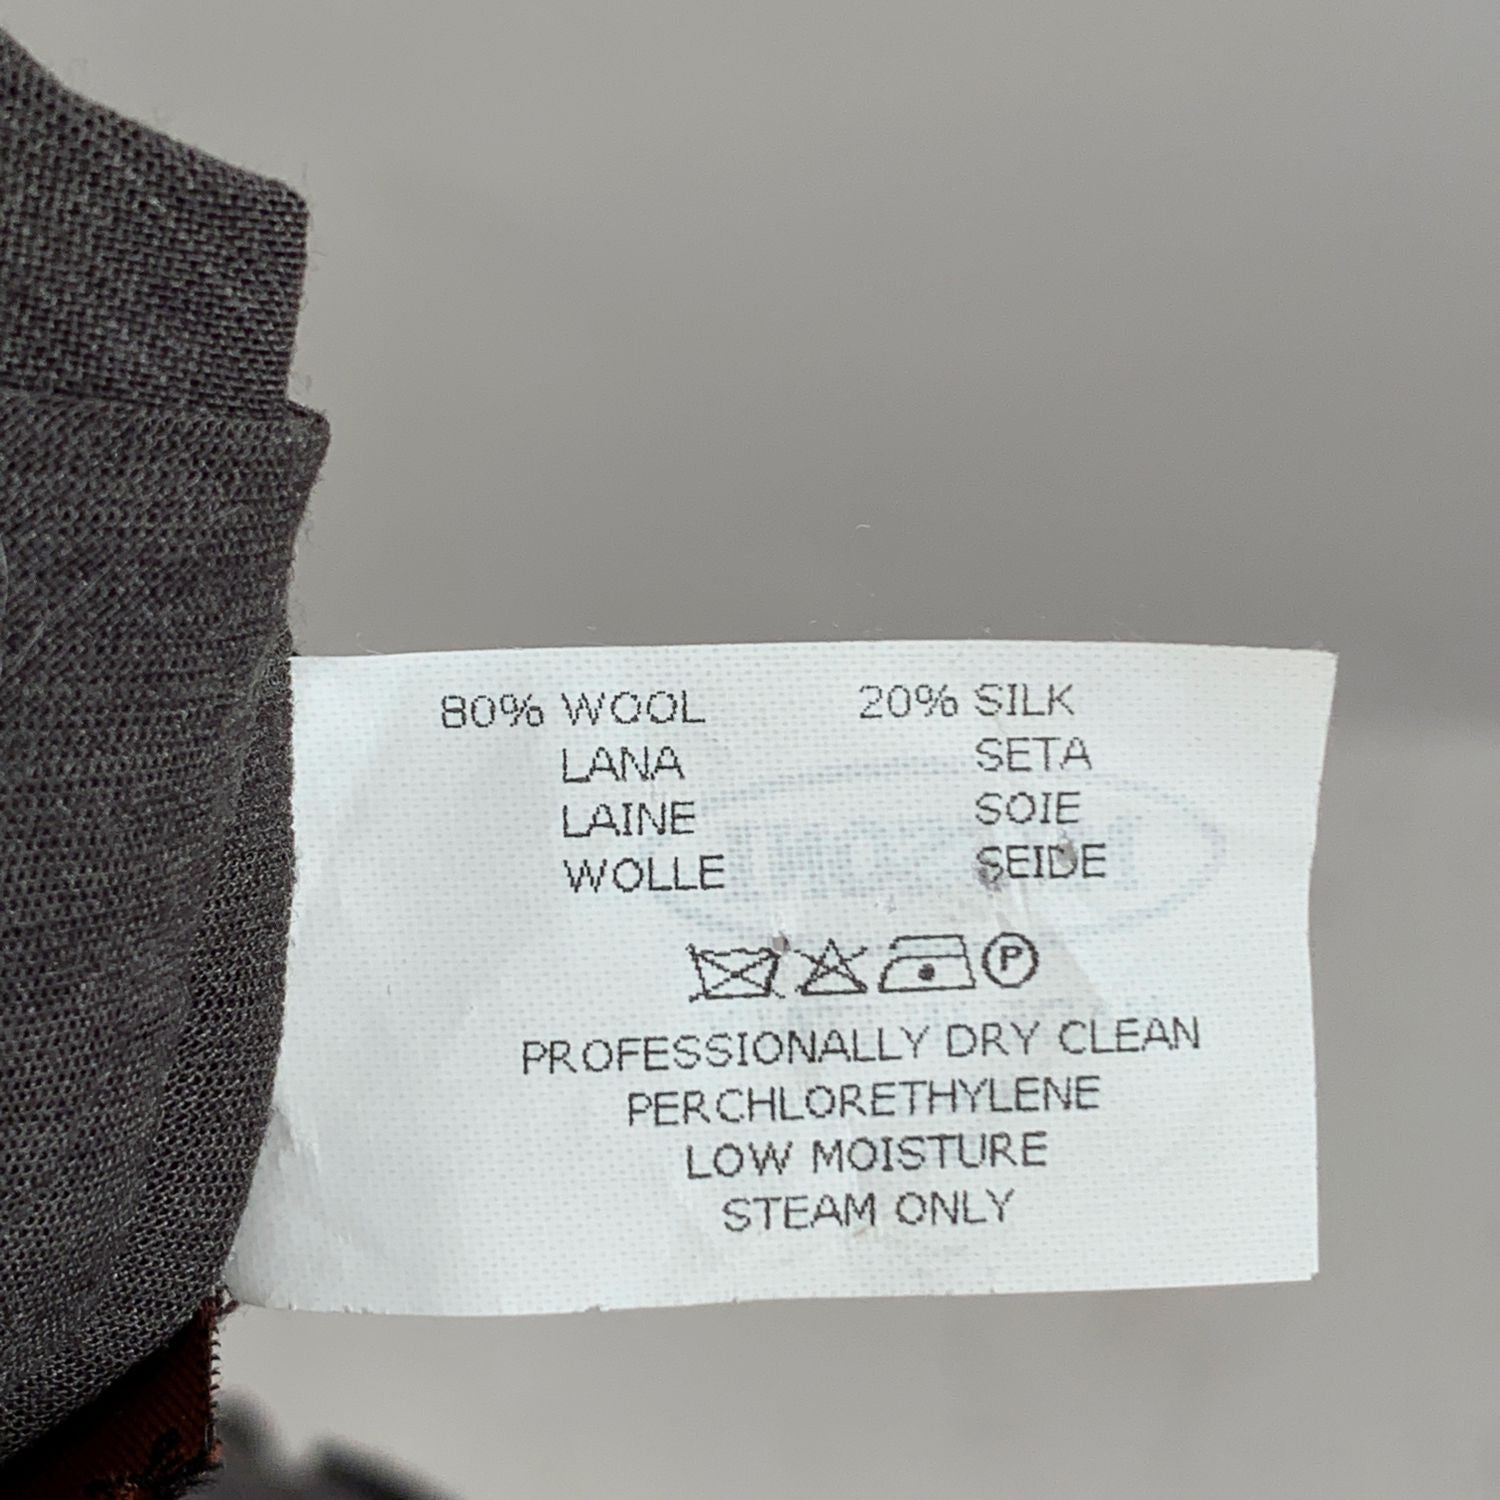 80% WOOL 20% SILK
LANA SETA
LAINE SOIE
WOLLE SEIDE
P
PROFESSIONALLY DRY CLEAN
PERCHLORETHYLENE
LOW MOISTURE
STEAM ONLY